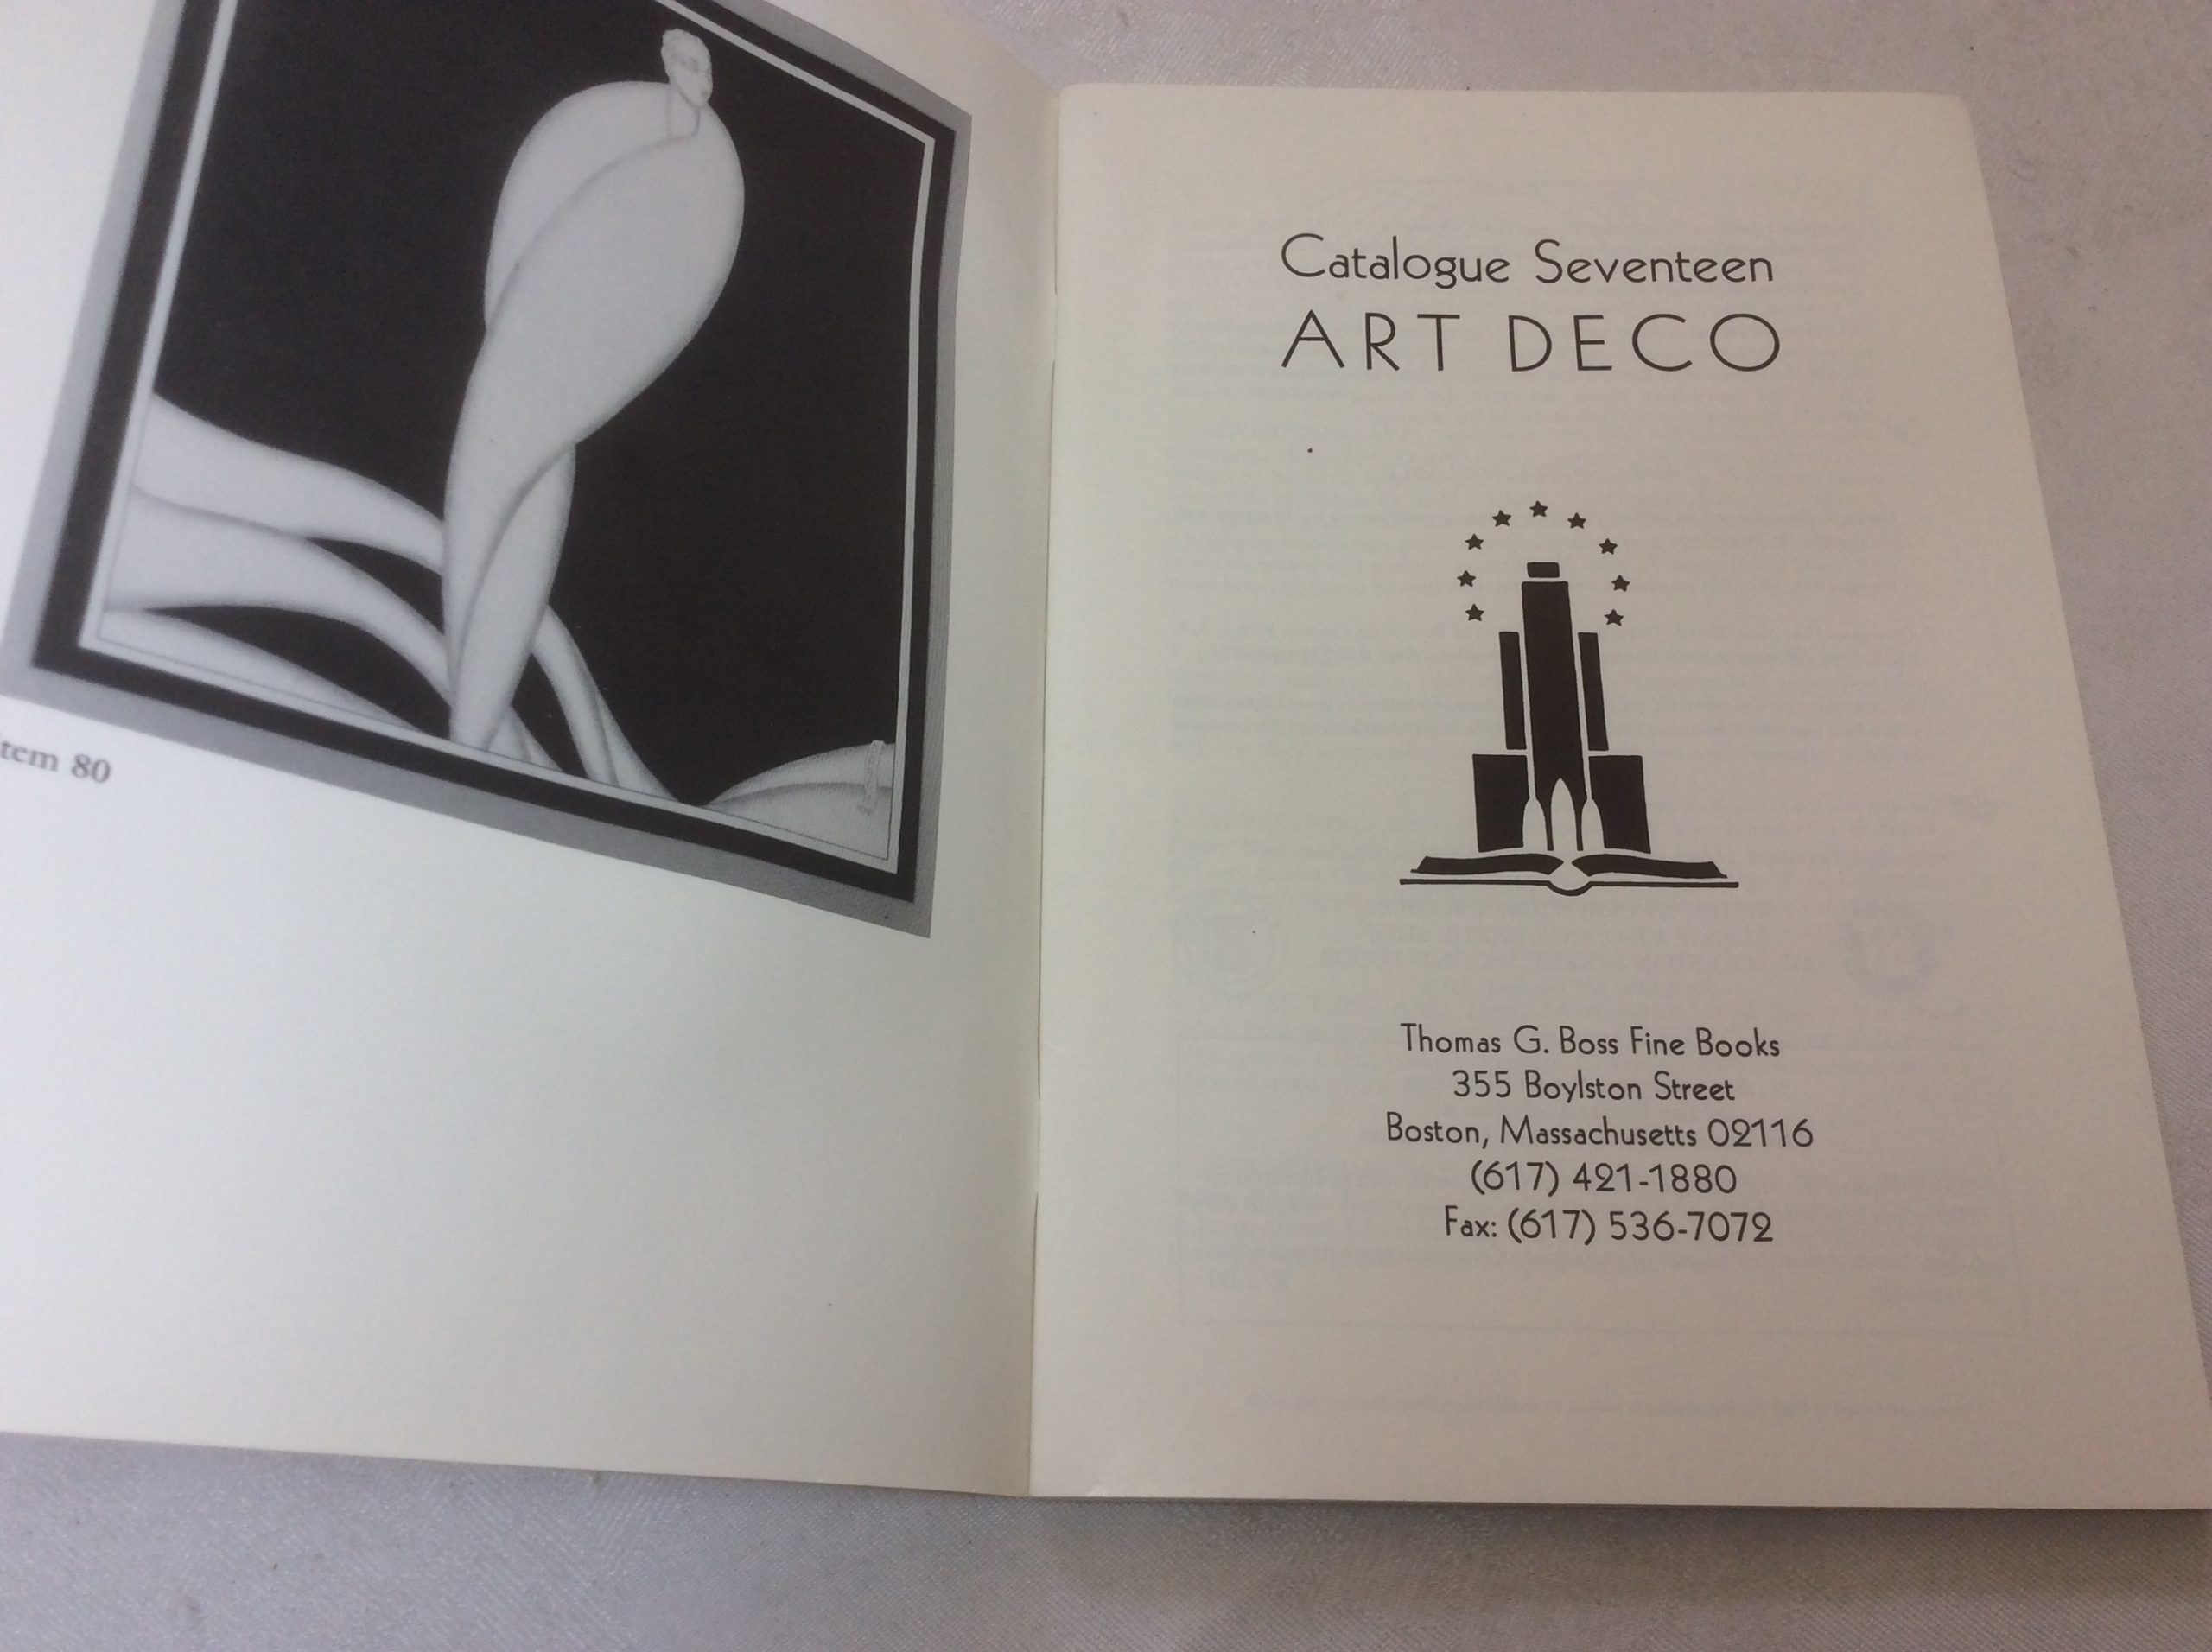 tem 80
Catalogue Seventeen
ART DECO
Thomas G. Boss Fine Books
355 Boylston Street
Boston, Massachusetts 02116
(617) 421-1880
Fax: (617) 536-7072